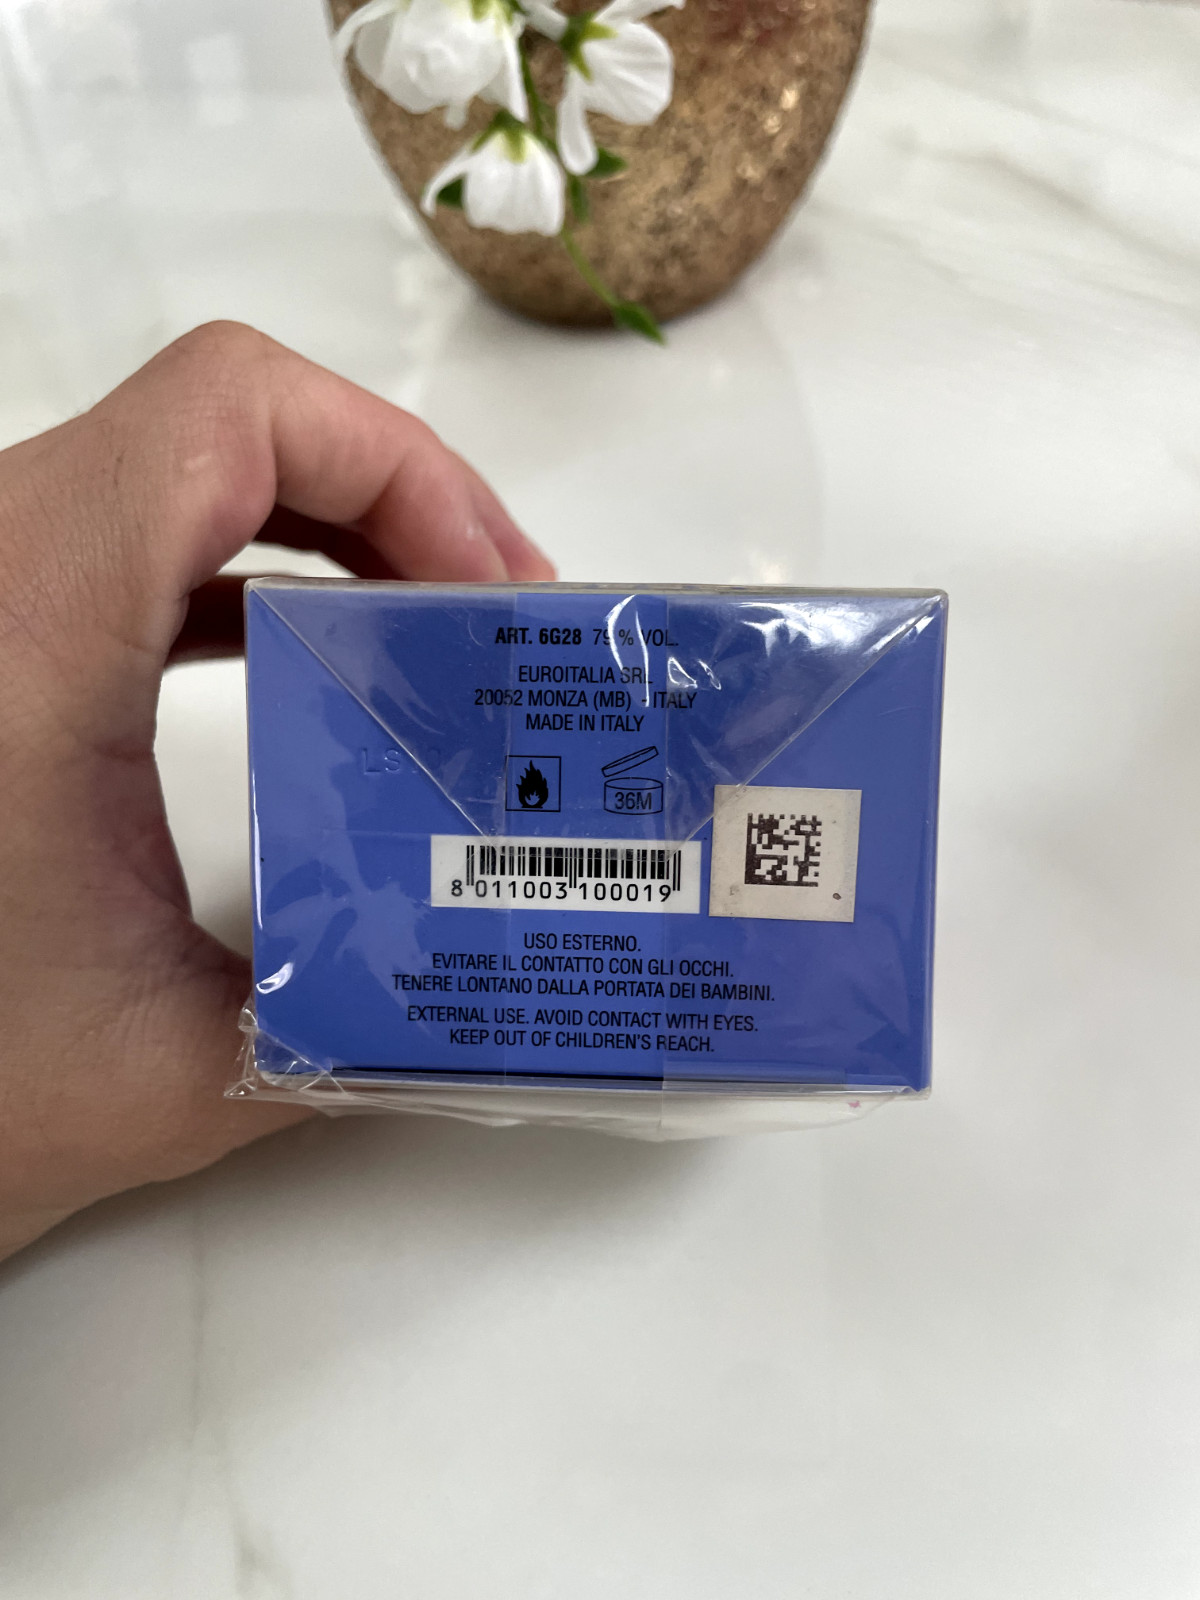 ART. 6G28 79 % VOL.
EUROITALIA SRL
20052 MONZA (MB) - ITALY
MADE IN ITALY
36M
8 011003 100019
USO ESTERNO.
EVITARE IL CONTATTO CON GLI OCCHI.
TENERE LONTANO DALLA PORTATA DEI BAMBINI.
EXTERNAL USE. AVOID CONTACT WITH EYES.
KEEP OUT OF CHILDREN'S REACH.